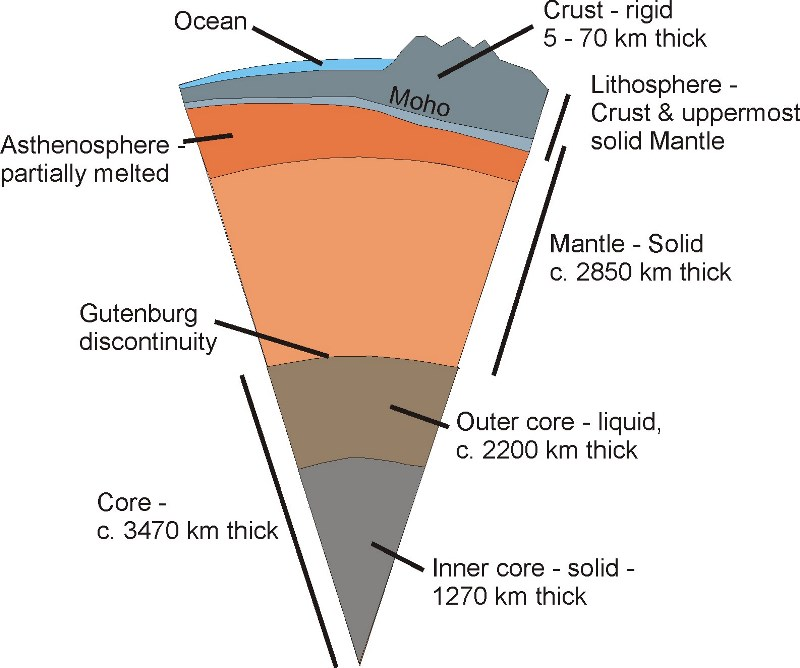 Ocean
Crust - rigid
5 - 70 km thick
Moho
Lithosphere -
Crust & uppermost
solid Mantle
Asthenosphere -
partially melted
Mantle - Solid
c. 2850 km thick
Gutenburg
discontinuity
Outer core - liquid,
c. 2200 km thick
Core -
c. 3470 km thick
Inner core - solid -
1270 km thick